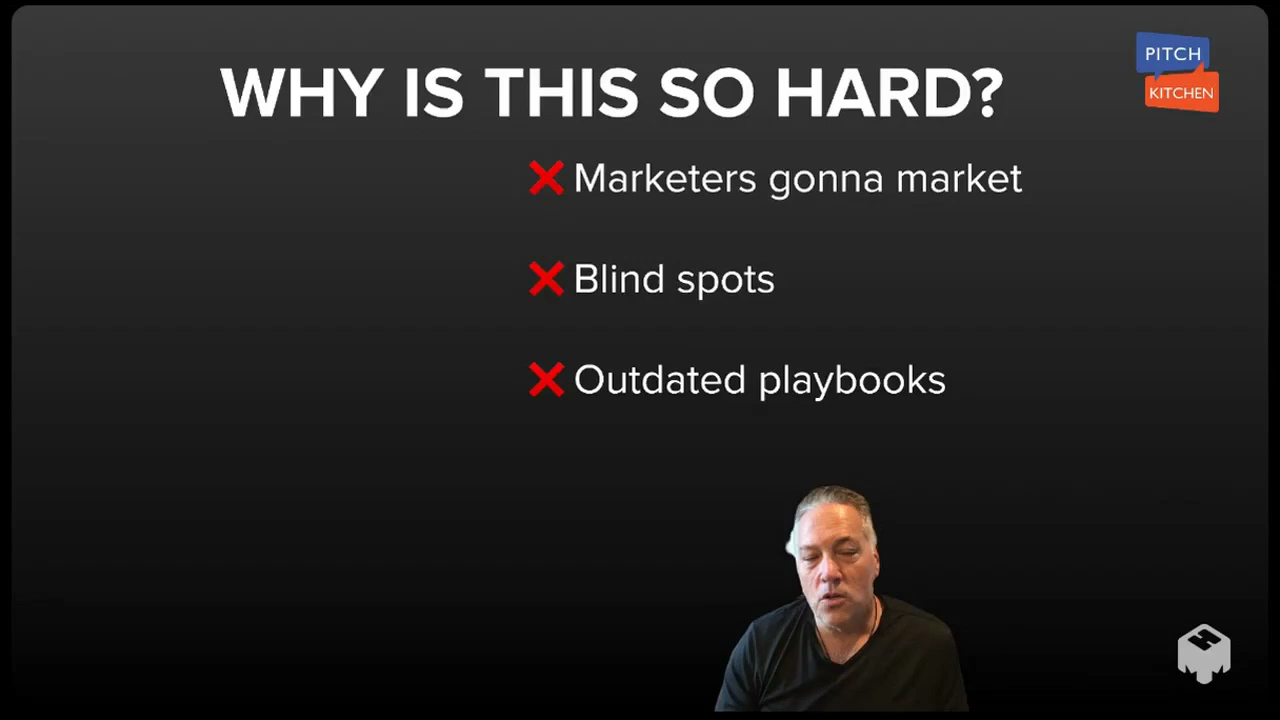 WHY IS THIS SO HARD?
PITCH
KITCHEN
❌ Marketers gonna market
❌ Blind spots
❌ Outdated playbooks